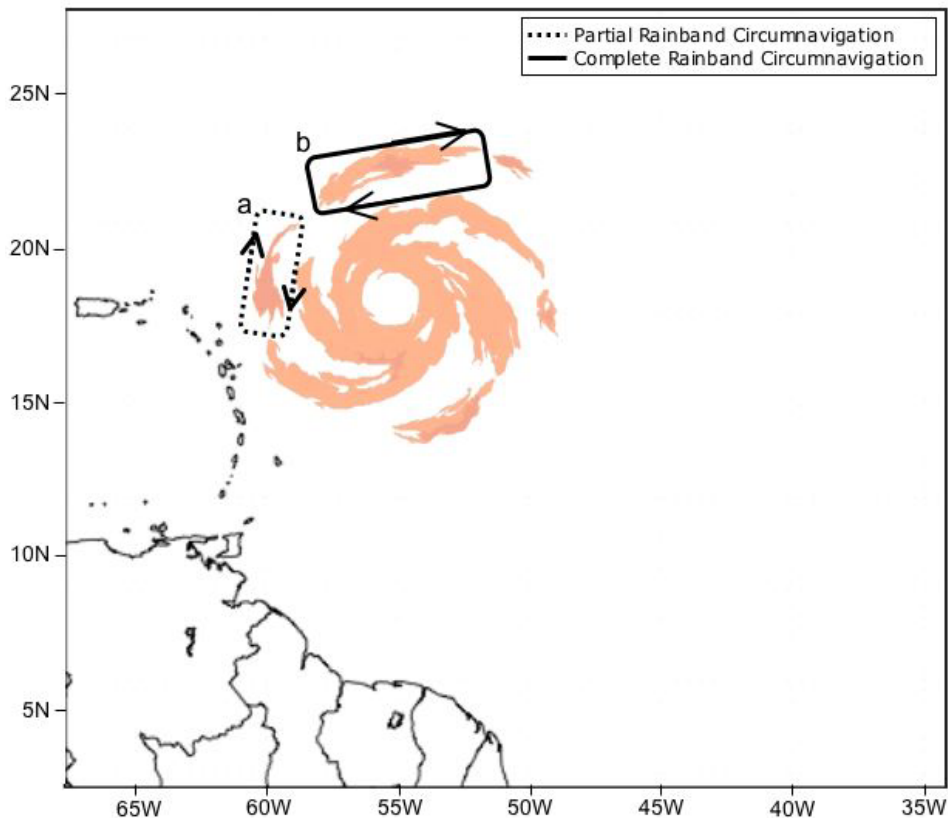 Partial Rainband Circumnavigation
Complete Rainband Circumnavigation
25N
b
a
20N
15N
10N
5N
65W 60W 55W 50W 45W 40W 35W